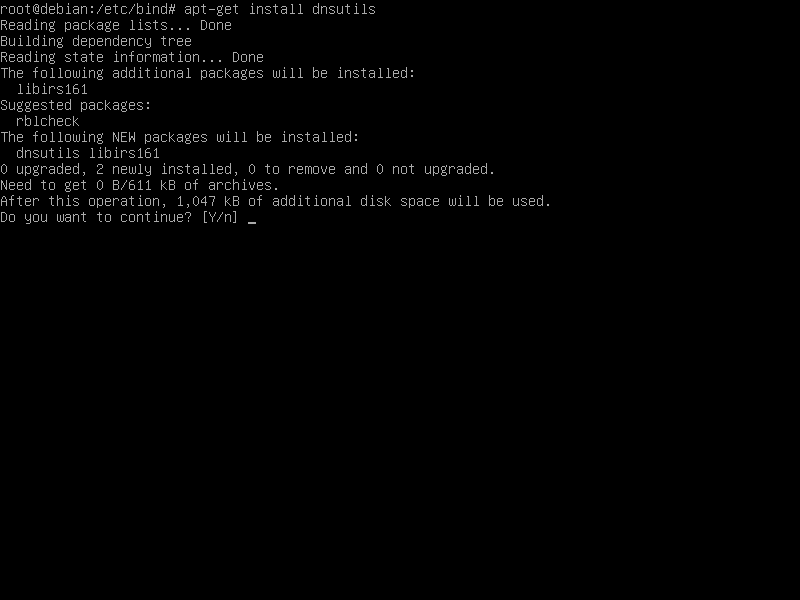 root@debian:/etc/bind# apt-get install dnsutils
Reading package lists... Done
Building dependency tree
Reading state information... Done
The following additional packages will be installed:
  libirs161
Suggested packages:
  rblcheck
The following NEW packages will be installed:
  dnsutils libirs161
0 upgraded, 2 newly installed, 0 to remove and 0 not upgraded.
Need to get 0 B/611 kB of archives.
After this operation, 1,047 kB of additional disk space will be used.
Do you want to continue? [Y/n] _